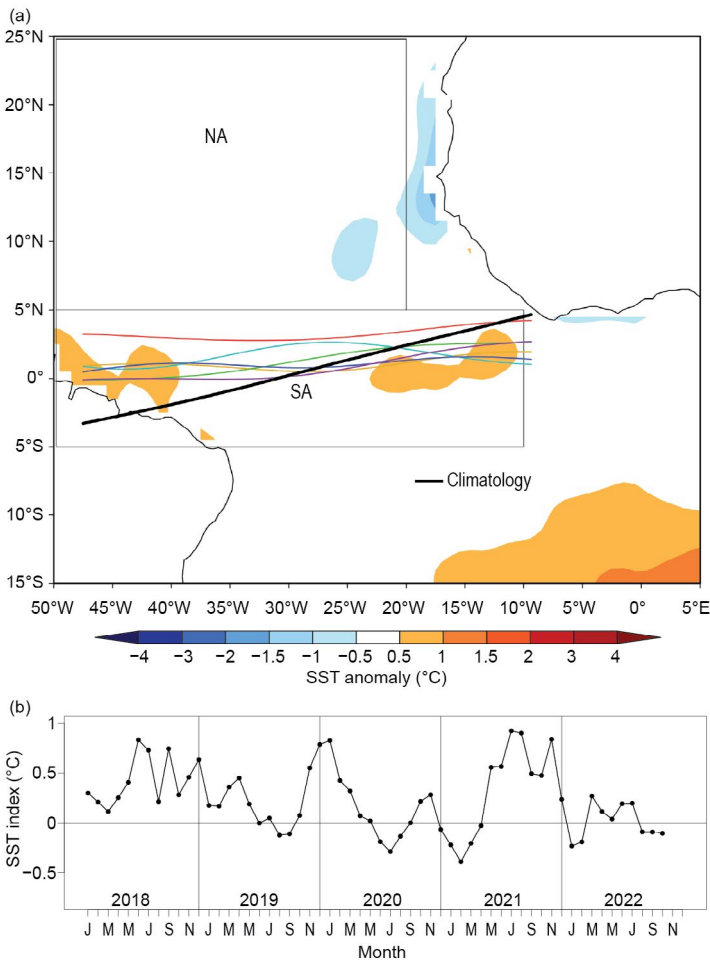 (a)
25°N
20°N
15°N
10°N
5°N
0°
5°S
10°S
15°S
NA
SA
Climatology
50°W 45°W 40°W 35°W 30°W 25°W 20°W 15°W 10°W 5°W 0° 5°E
−4 −3 −2 −1.5 −1 −0.5 0.5 1 1.5 2 3 4
SST anomaly (°C)
(b)
SST index (°C)
1
0.5
0
−0.5
2018 2019 2020 2021 2022
J M M J S N J M M J S N J M M J S N J M M J S N J M M J S N
Month